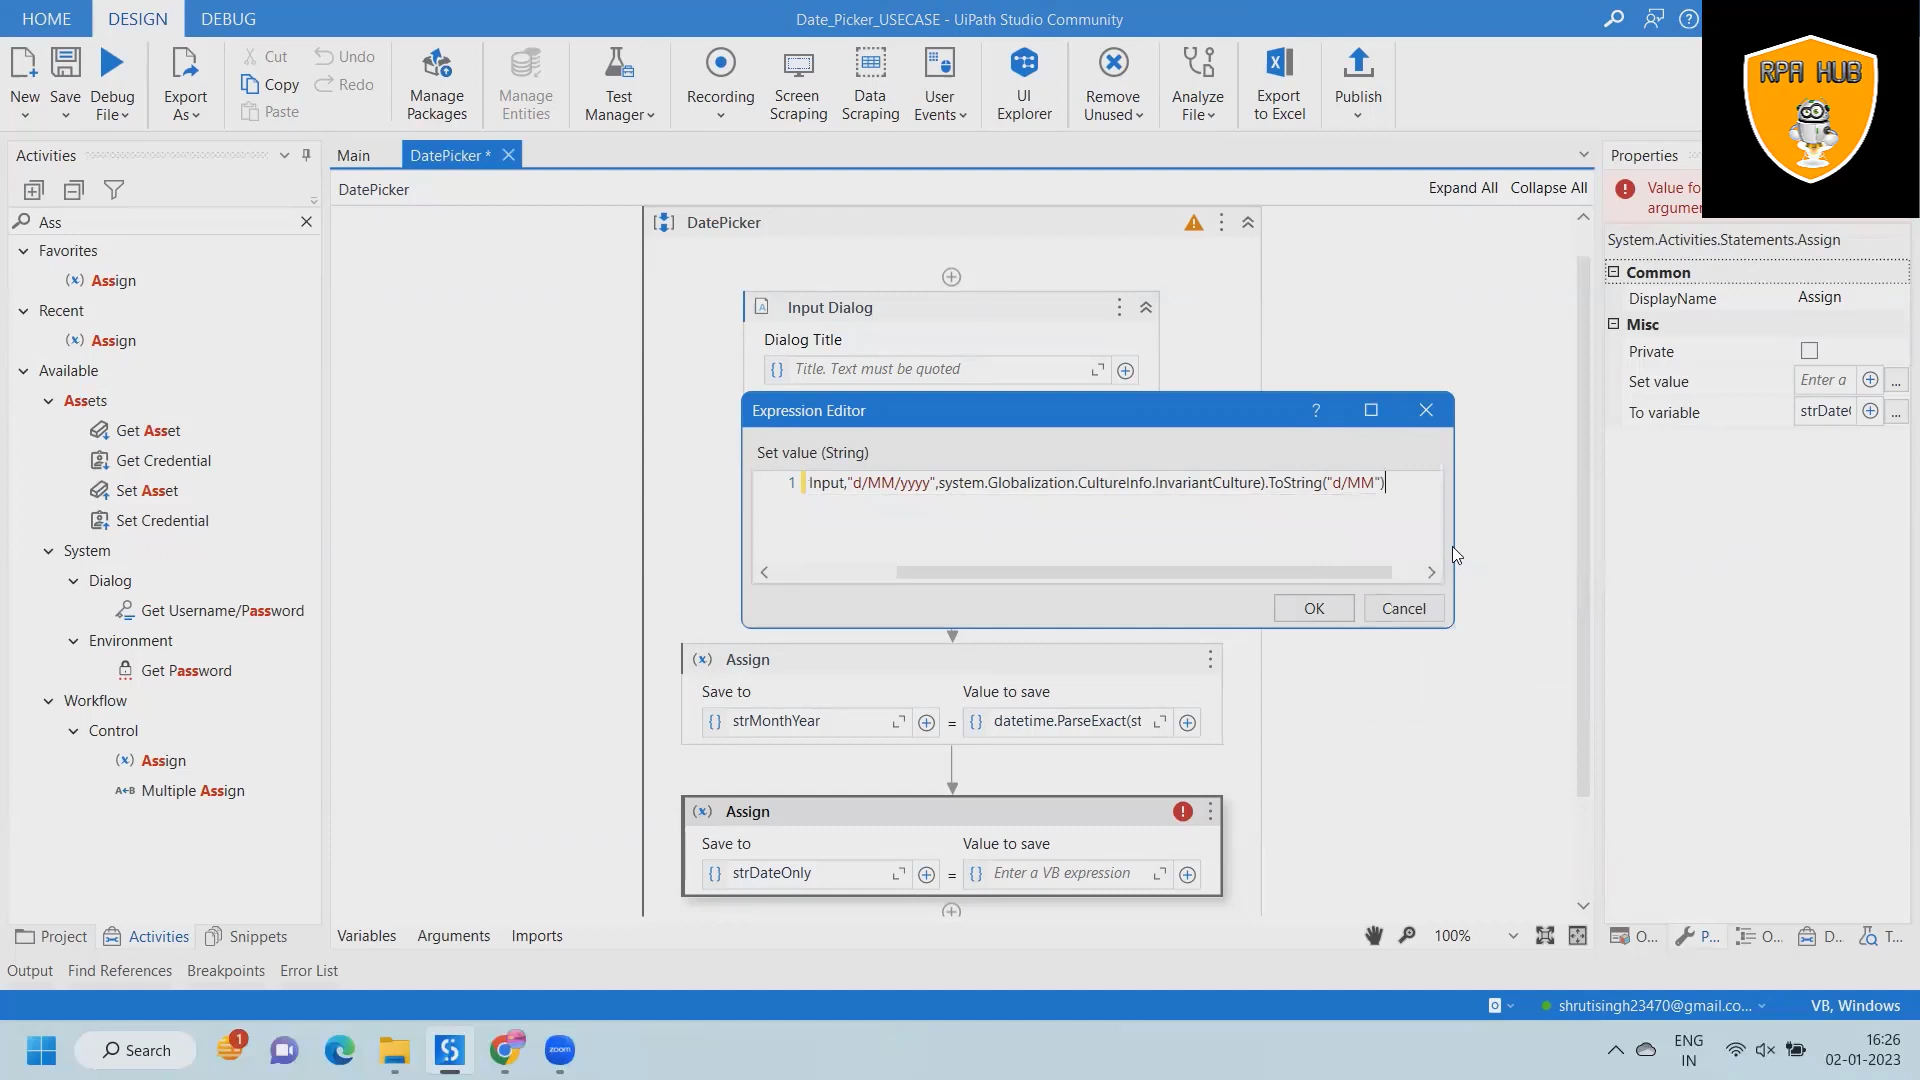 HOME
DESIGN
DEBUG
Date_Picker_USECASE - UiPath Studio Community
New
Save
Debug File
Export As
Cut
Copy
Paste
Undo
Redo
Manage Packages
Manage Entities
Test Manager
Recording
Screen Scraping
Data Scraping
User Events
UI Explorer
Remove Unused
Analyze File
Export to Excel
Publish
RPA HUB
Activities
Ass
Favorites
Assign
Recent
Assign
Available
Assets
Get Asset
Get Credential
Set Asset
Set Credential
System
Dialog
Get Username/Password
Environment
Get Password
Workflow
Control
Assign
Multiple Assign
Project
Activities
Snippets
Main
DatePicker *
DatePicker
Expand All
Collapse All
DatePicker
Input Dialog
Dialog Title
Title. Text must be quoted
Expression Editor
?
Set value (String)
1
Input,"d/MM/yyyy",system.Globalization.CultureInfo.InvariantCulture).ToString("d/MM")
OK
Cancel
Assign
Save to
Value to save
strMonthYear
=
datetime.ParseExact(st
Assign
Save to
Value to save
strDateOnly
=
Enter a VB expression
Variables
Arguments
Imports
100%
Properties
Value fo
argumen
System.Activities.Statements.Assign
Common
DisplayName
Assign
Misc
Private
Set value
Enter a
...
To variable
strDate
...
O...
P...
O...
D...
T...
Output
Find References
Breakpoints
Error List
shrutisingh23470@gmail.co...
VB, Windows
Search
1
zoom
ENG
IN
16:26
02-01-2023